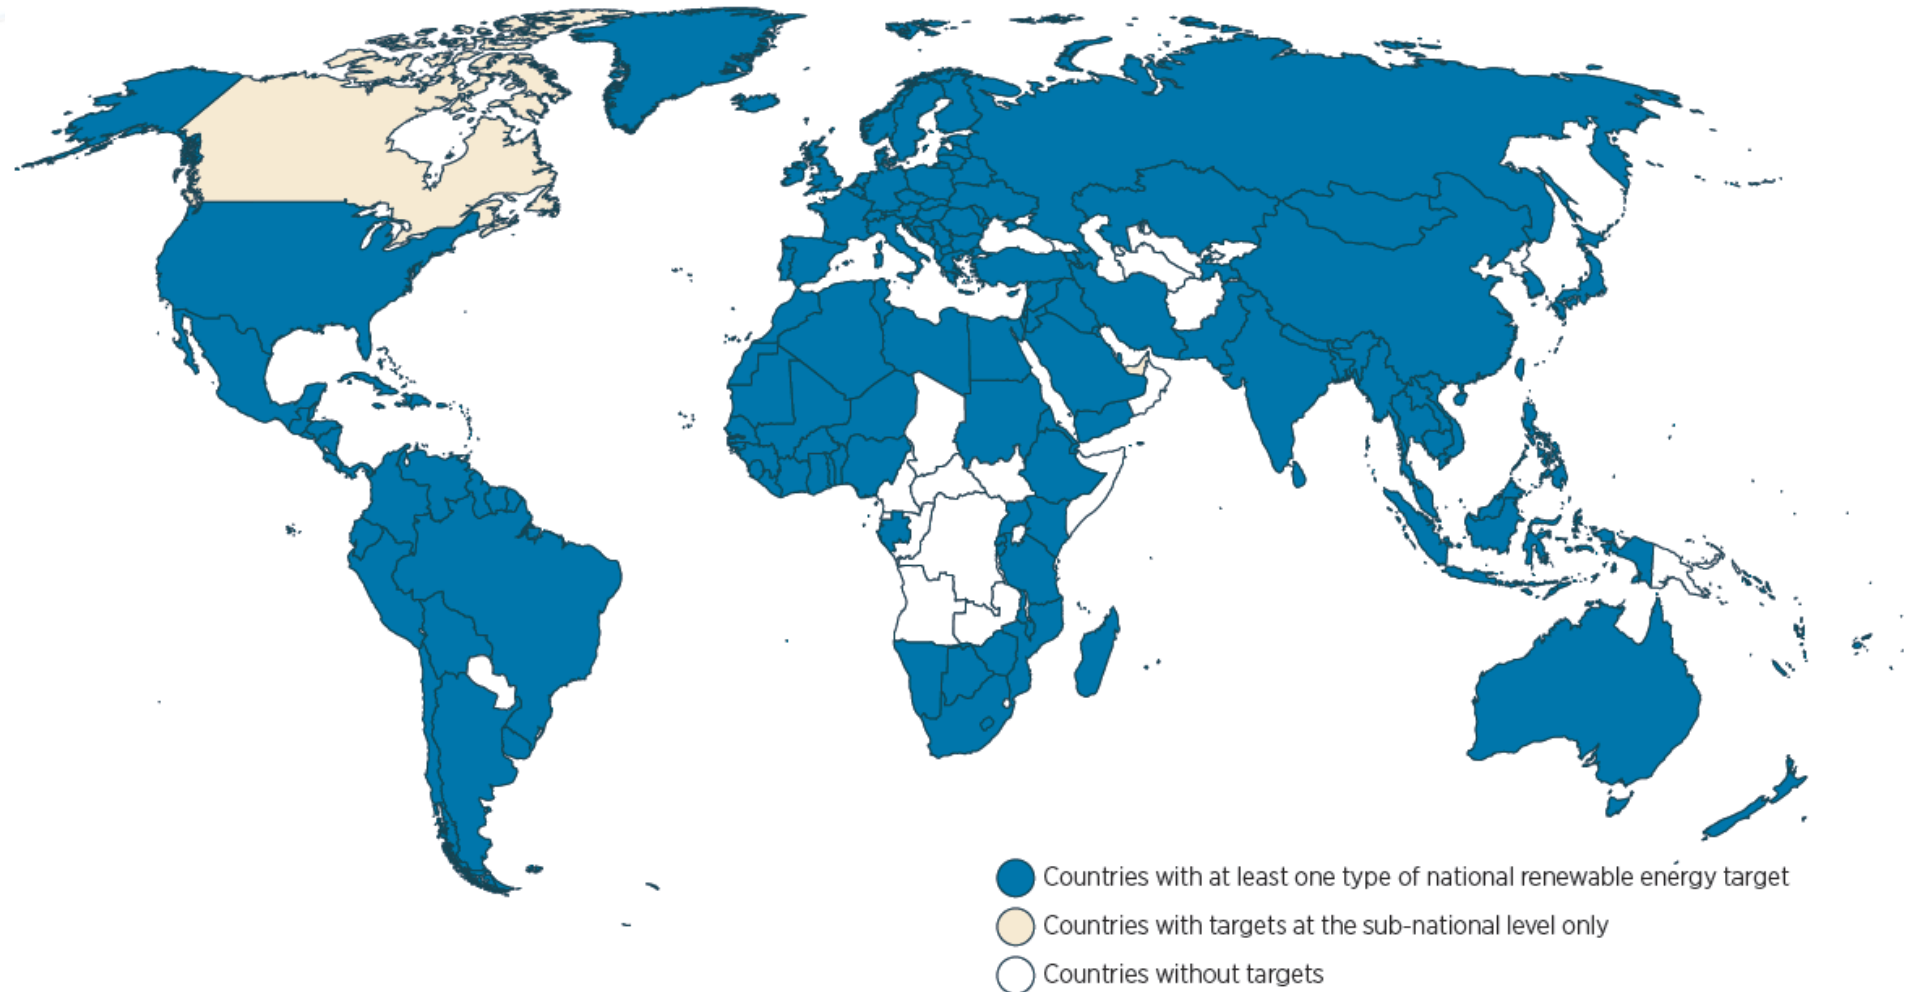 Countries with at least one type of national renewable energy target
Countries with targets at the sub-national level only
Countries without targets